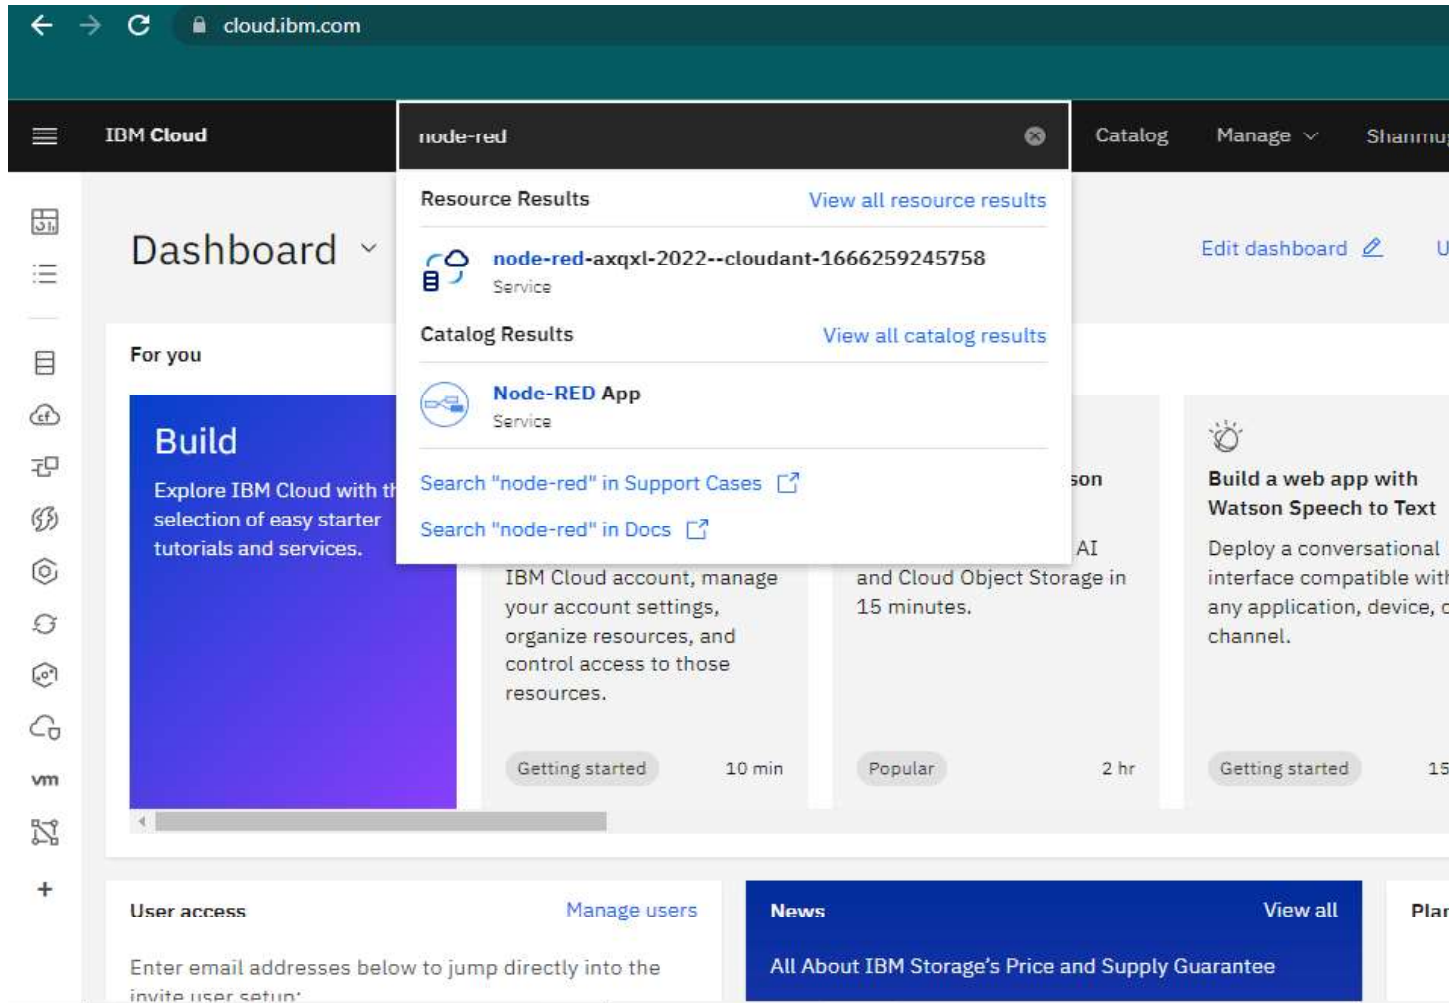 cloud.ibm.com
IBM Cloud
node-red
Catalog
Manage
Resource Results
View all resource results
node-red-axqxl-2022--cloudant-1666259245758
Service
Catalog Results
View all catalog results
Node-RED App
Service
Search "node-red" in Support Cases
Search "node-red" in Docs
Dashboard
Edit dashboard
For you
Build
Explore IBM Cloud with
selection of easy starter
tutorials and services.
IBM Cloud account, manage
your account settings,
organize resources, and
control access to those
resources.
Getting started
10 min
AI
and Cloud Object Storage in
15 minutes.
Popular
2 hr
Build a web app with
Watson Speech to Text
Deploy a conversational
interface compatible with
any application, device,
channel.
Getting started
15
cf
vm
User access
Manage users
Enter email addresses below to jump directly into the
invite user setup:
News
View all
All About IBM Storage's Price and Supply Guarantee